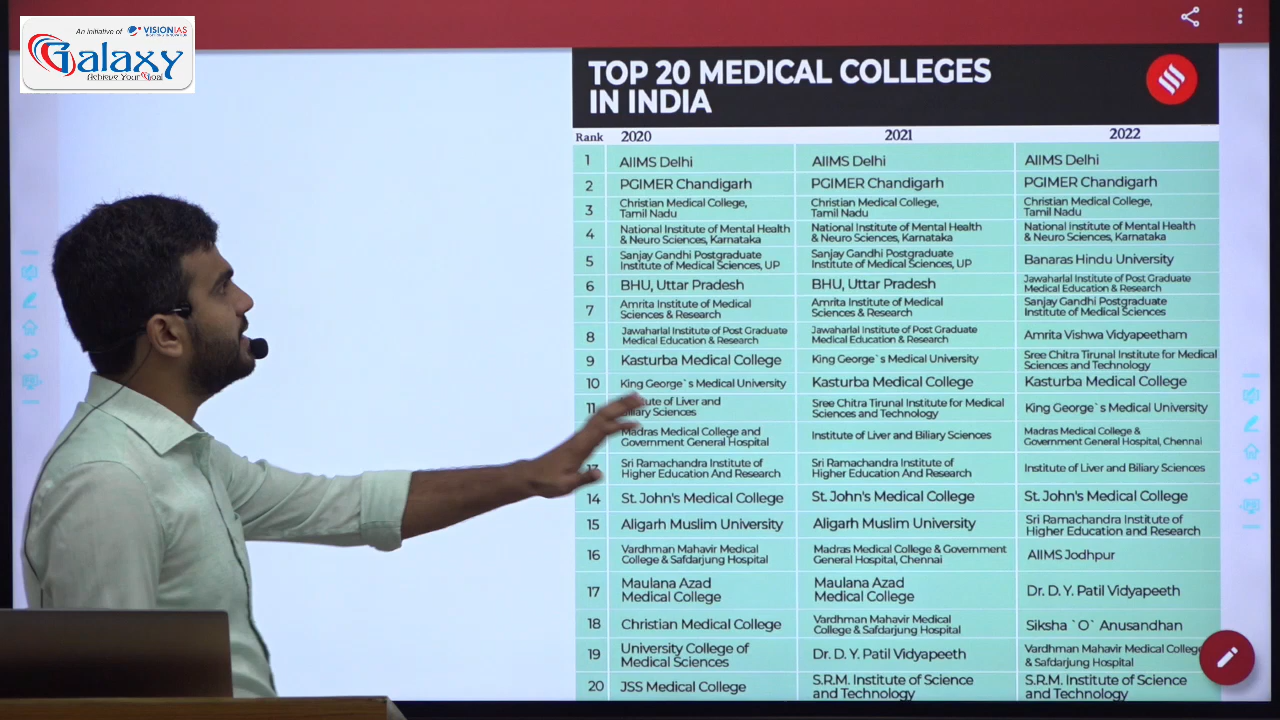 An initiative of VISIONIAS
Galaxy
Achieve Your Goal
TOP 20 MEDICAL COLLEGES
IN INDIA
Rank 2020 2021 2022
1 AIIMS Delhi AIIMS Delhi AIIMS Delhi
2 PGIMER Chandigarh PGIMER Chandigarh PGIMER Chandigarh
3 Christian Medical College, Tamil Nadu Christian Medical College, Tamil Nadu Christian Medical College, Tamil Nadu
4 National Institute of Mental Health & Neuro Sciences, Karnataka National Institute of Mental Health & Neuro Sciences, Karnataka National Institute of Mental Health & Neuro Sciences, Karnataka
5 Sanjay Gandhi Postgraduate Institute of Medical Sciences, UP Sanjay Gandhi Postgraduate Institute of Medical Sciences, UP Banaras Hindu University
6 BHU, Uttar Pradesh BHU, Uttar Pradesh Jawaharlal Institute of Post Graduate Medical Education & Research
7 Amrita Institute of Medical Sciences & Research Amrita Institute of Medical Sciences & Research Sanjay Gandhi Postgraduate Institute of Medical Sciences
8 Jawaharlal Institute of Post Graduate Medical Education & Research Jawaharlal Institute of Post Graduate Medical Education & Research Amrita Vishwa Vidyapeetham
9 Kasturba Medical College King George`s Medical University Sree Chitra Tirunal Institute for Medical Sciences and Technology
10 King George`s Medical University Kasturba Medical College Kasturba Medical College
11 of Liver and Biliary Sciences Sree Chitra Tirunal Institute for Medical Sciences and Technology King George`s Medical University
Madras Medical College and Government General Hospital Institute of Liver and Biliary Sciences Madras Medical College & Government General Hospital, Chennai
Sri Ramachandra Institute of Higher Education And Research Sri Ramachandra Institute of Higher Education And Research Institute of Liver and Biliary Sciences
14 St. John's Medical College St. John's Medical College St. John's Medical College
15 Aligarh Muslim University Aligarh Muslim University Sri Ramachandra Institute of Higher Education and Research
16 Vardhman Mahavir Medical College & Safdarjung Hospital Madras Medical College & Government General Hospital, Chennai AIIMS Jodhpur
17 Maulana Azad Medical College Maulana Azad Medical College Dr. D. Y. Patil Vidyapeeth
18 Christian Medical College Vardhman Mahavir Medical College & Safdarjung Hospital Siksha `O` Anusandhan
19 University College of Medical Sciences Dr. D. Y. Patil Vidyapeeth Vardhman Mahavir Medical College & Safdarjung Hospital
20 JSS Medical College S.R.M. Institute of Science and Technology S.R.M. Institute of Science and Technology